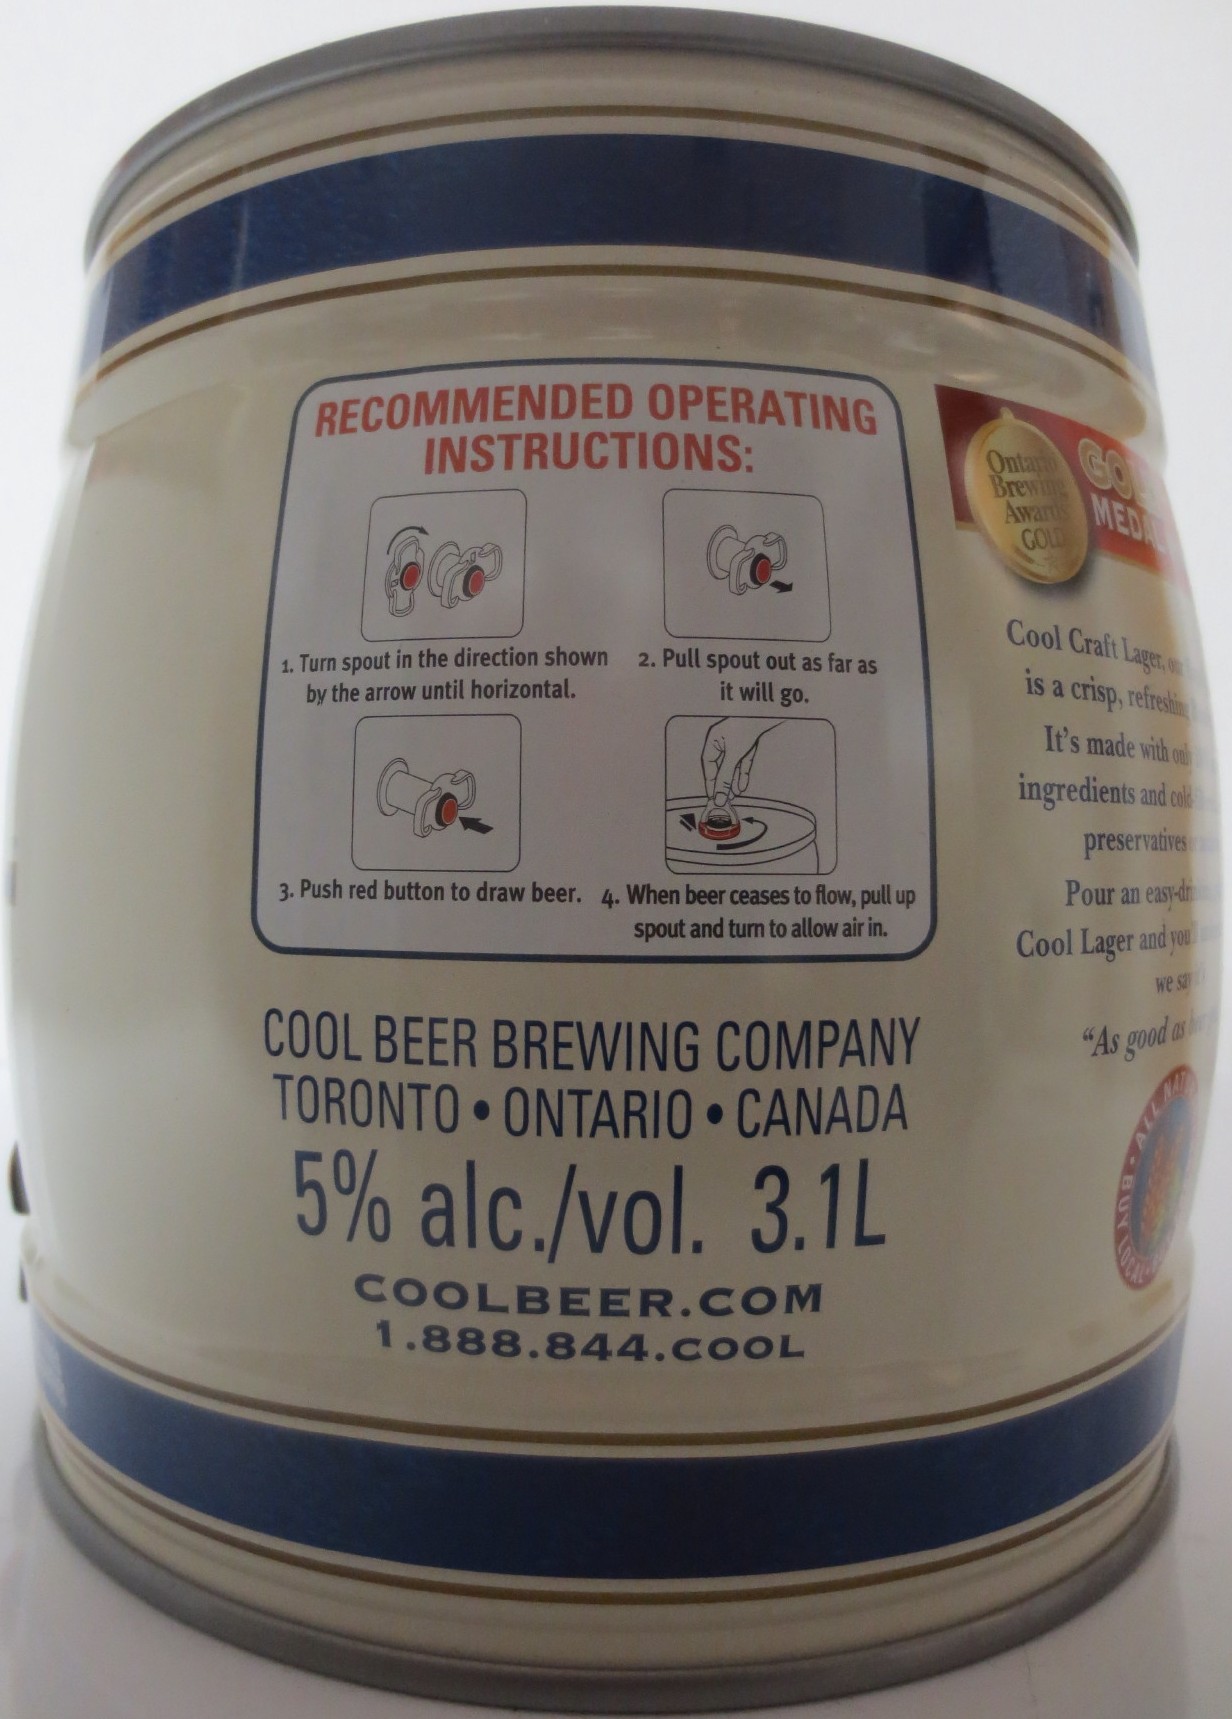 RECOMMENDED OPERATING
INSTRUCTIONS:
1. Turn spout in the direction shown
by the arrow until horizontal.
2. Pull spout out as far as
it will go.
3. Push red button to draw beer.
4. When beer ceases to flow, pull up
spout and turn to allow air in.
COOL BEER BREWING COMPANY
TORONTO • ONTARIO • CANADA
5% alc./vol. 3.1L
COOLBEER.COM
1.888.844.COOL
Ontario
Brewing
Awards
GOLD
GOLD
MEDAL
Cool Craft Lager,
is a crisp,
It's made with
ingredients and
preservatives
Pour an
Cool Lager and
we
"As good as
ALL
BUY LOCAL